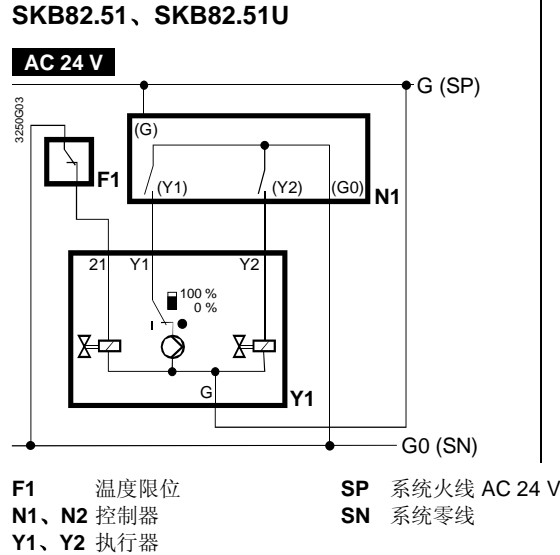 SKB82.51、SKB82.51U
AC 24 V
G (SP)
3250G03
(G)
F1
(Y1)
(Y2)
(G0)
N1
21
Y1
Y2
100 %
0 %
I
G
Y1
G0 (SN)
F1 温度限位
N1、N2 控制器
Y1、Y2 执行器
SP 系统火线 AC 24 V
SN 系统零线